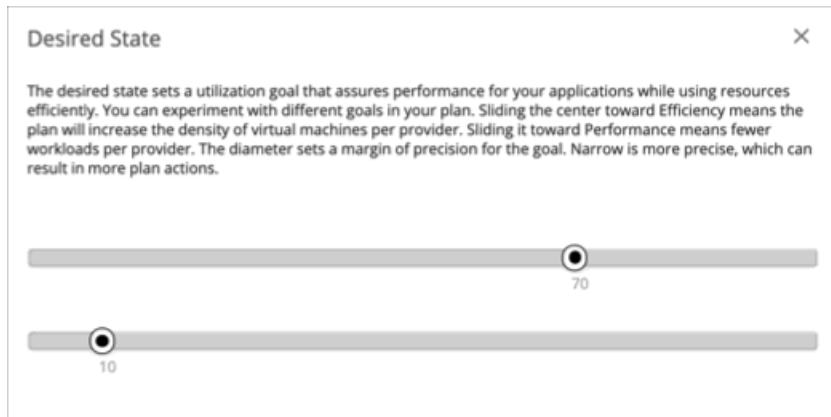 Desired State
The desired state sets a utilization goal that assures performance for your applications while using resources
efficiently. You can experiment with different goals in your plan. Sliding the center toward Efficiency means the
plan will increase the density of virtual machines per provider. Sliding it toward Performance means fewer
workloads per provider. The diameter sets a margin of precision for the goal. Narrow is more precise, which can
result in more plan actions.
70
10